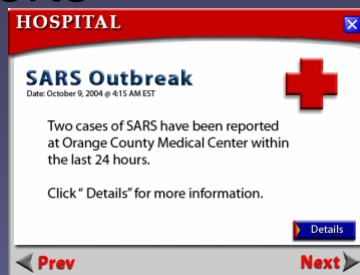 HOSPITAL
SARS Outbreak
Date: October 9, 2004 @ 4:15 AM EST
Two cases of SARS have been reported
at Orange County Medical Center within
the last 24 hours.
Click “ Details” for more information.
Details
Prev
Next